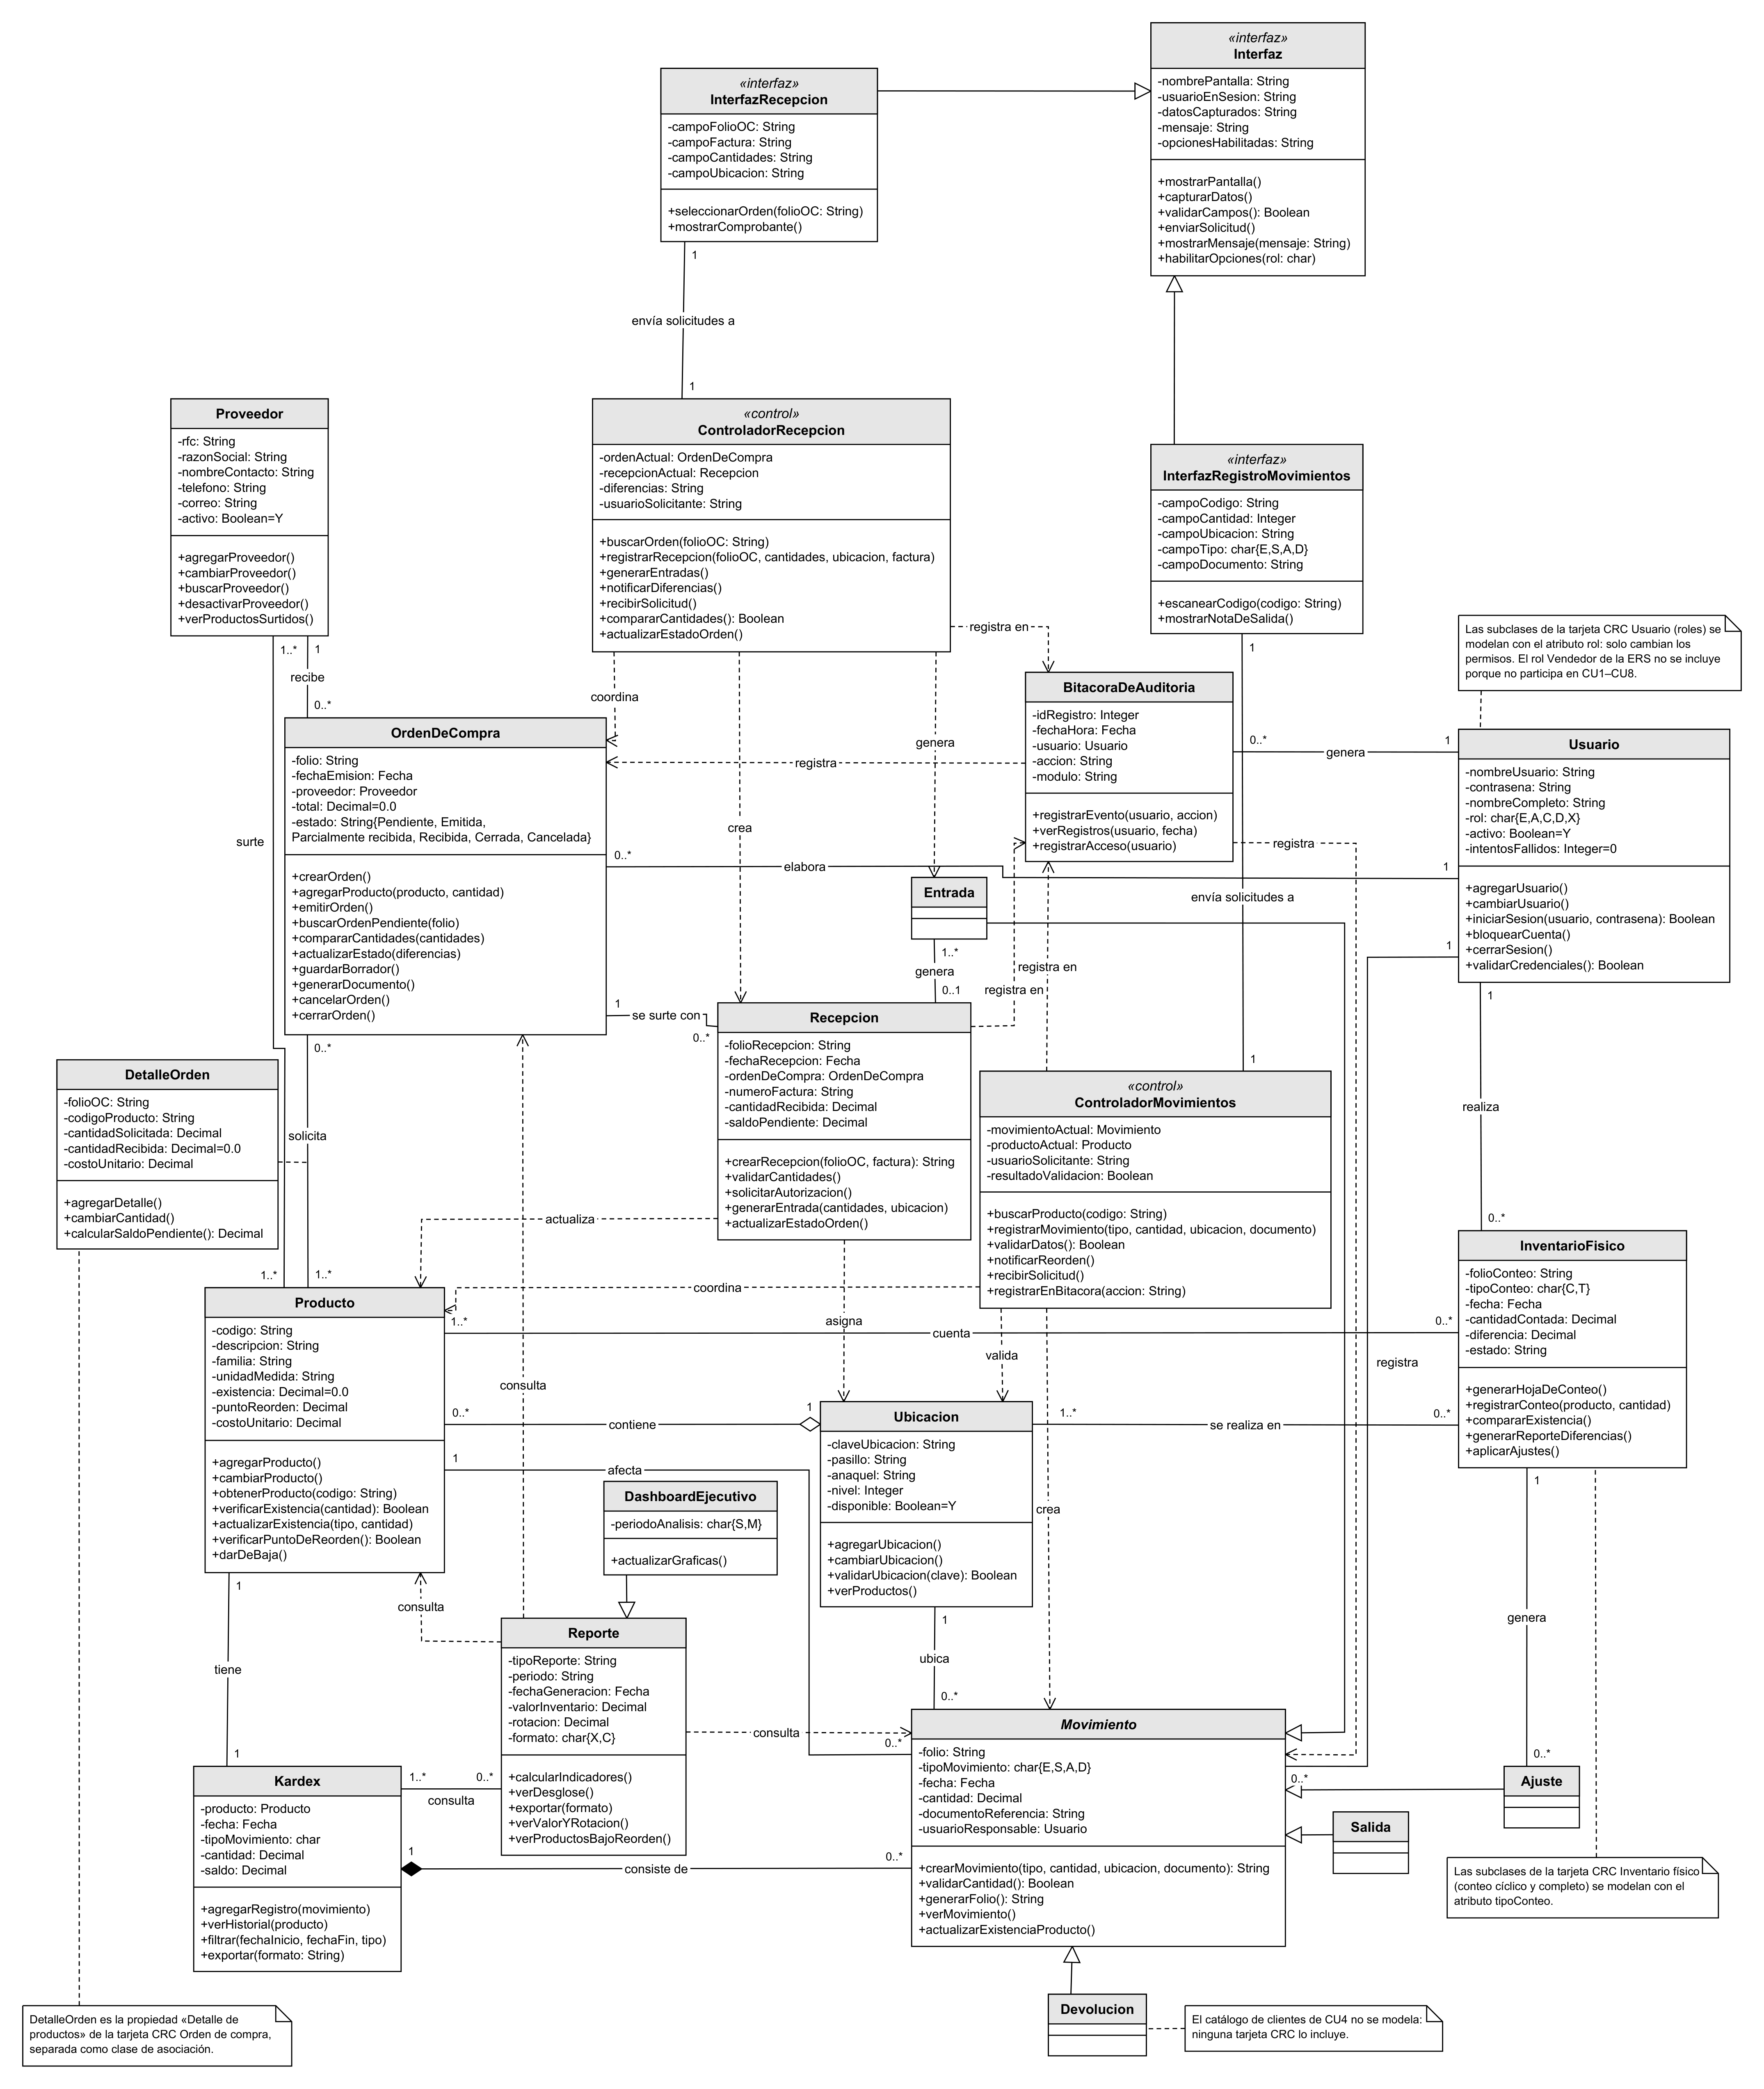 «interfaz»
Interfaz
-nombrePantalla: String
-usuarioEnSesion: String
-datosCapturados: String
-mensaje: String
-opcionesHabilitadas: String
+mostrarPantalla()
+capturarDatos()
+validarCampos(): Boolean
+enviarSolicitud()
+mostrarMensaje(mensaje: String)
+habilitarOpciones(rol: char)
«interfaz»
InterfazRecepcion
-campoFolioOC: String
-campoFactura: String
-campoCantidades: String
-campoUbicacion: String
+seleccionarOrden(folioOC: String)
+mostrarComprobante()
1
envía solicitudes a
1
Proveedor
-rfc: String
-razonSocial: String
-nombreContacto: String
-telefono: String
-correo: String
-activo: Boolean=Y
+agregarProveedor()
+cambiarProveedor()
+buscarProveedor()
+desactivarProveedor()
+verProductosSurtidos()
«control»
ControladorRecepcion
-ordenActual: OrdenDeCompra
-recepcionActual: Recepcion
-diferencias: String
-usuarioSolicitante: String
+buscarOrden(folioOC: String)
+registrarRecepcion(folioOC, cantidades, ubicacion, factura)
+generarEntradas()
+notificarDiferencias()
+recibirSolicitud()
+compararCantidades(): Boolean
+actualizarEstadoOrden()
«interfaz»
InterfazRegistroMovimientos
-campoCodigo: String
-campoCantidad: Integer
-campoUbicacion: String
-campoTipo: char{E,S,A,D}
-campoDocumento: String
+escanearCodigo(codigo: String)
+mostrarNotaDeSalida()
Las subclases de la tarjeta CRC Usuario (roles) se
modelan con el atributo rol: solo cambian los
permisos. El rol Vendedor de la ERS no se incluye
porque no participa en CU1–CU8.
1..*
1
recibe
0..*
coordina
registra en
1
BitacoraDeAuditoria
-idRegistro: Integer
-fechaHora: Fecha
-usuario: Usuario
-accion: String
-modulo: String
+registrarEvento(usuario, accion)
+verRegistros(usuario, fecha)
+registrarAcceso(usuario)
OrdenDeCompra
-folio: String
-fechaEmision: Fecha
-proveedor: Proveedor
-total: Decimal=0.0
-estado: String{Pendiente, Emitida,
Parcialmente recibida, Recibida, Cerrada, Cancelada}
+crearOrden()
+agregarProducto(producto, cantidad)
+emitirOrden()
+buscarOrdenPendiente(folio)
+compararCantidades(cantidades)
+actualizarEstado(diferencias)
+guardarBorrador()
+generarDocumento()
+cancelarOrden()
+cerrarOrden()
Usuario
-nombreUsuario: String
-contrasena: String
-nombreCompleto: String
-rol: char{E,A,C,D,X}
-activo: Boolean=Y
-intentosFallidos: Integer=0
+agregarUsuario()
+cambiarUsuario()
+iniciarSesion(usuario, contrasena): Boolean
+bloquearCuenta()
+cerrarSesion()
+validarCredenciales(): Boolean
genera
0..*
genera
1
registra
surte
crea
registra
0..*
elabora
1
Entrada
envía solicitudes a
1
1..*
genera
0..1
registra en
registra en
1
se surte con
0..*
1
0..*
1
Recepcion
-folioRecepcion: String
-fechaRecepcion: Fecha
-ordenDeCompra: OrdenDeCompra
-numeroFactura: String
-cantidadRecibida: Decimal
-saldoPendiente: Decimal
+crearRecepcion(folioOC, factura): String
+validarCantidades()
+solicitarAutorizacion()
+generarEntrada(cantidades, ubicacion)
+actualizarEstadoOrden()
DetalleOrden
-folioOC: String
-codigoProducto: String
-cantidadSolicitada: Decimal
-cantidadRecibida: Decimal=0.0
-costoUnitario: Decimal
+agregarDetalle()
+cambiarCantidad()
+calcularSaldoPendiente(): Decimal
solicita
«control»
ControladorMovimientos
-movimientoActual: Movimiento
-productoActual: Producto
-usuarioSolicitante: String
-resultadoValidacion: Boolean
+buscarProducto(codigo: String)
+registrarMovimiento(tipo, cantidad, ubicacion, documento)
+validarDatos(): Boolean
+notificarReorden()
+recibirSolicitud()
+registrarEnBitacora(accion: String)
realiza
0..*
actualiza
1..*
1..*
coordina
InventarioFisico
-folioConteo: String
-tipoConteo: char{C,T}
-fecha: Fecha
-cantidadContada: Decimal
-diferencia: Decimal
-estado: String
+generarHojaDeConteo()
+registrarConteo(producto, cantidad)
+compararExistencia()
+generarReporteDiferencias()
+aplicarAjustes()
Producto
-codigo: String
-descripcion: String
-familia: String
-unidadMedida: String
-existencia: Decimal=0.0
-puntoReorden: Decimal
-costoUnitario: Decimal
+agregarProducto()
+cambiarProducto()
+obtenerProducto(codigo: String)
+verificarExistencia(cantidad): Boolean
+actualizarExistencia(tipo, cantidad)
+verificarPuntoDeReorden(): Boolean
+darDeBaja()
1..*
asigna
cuenta
0..*
valida
registra
consulta
0..*
contiene
1
1..*
se realiza en
0..*
Ubicacion
-claveUbicacion: String
-pasillo: String
-anaquel: String
-nivel: Integer
-disponible: Boolean=Y
+agregarUbicacion()
+cambiarUbicacion()
+validarUbicacion(clave): Boolean
+verProductos()
1
afecta
1
DashboardEjecutivo
-periodoAnalisis: char{S,M}
+actualizarGraficas()
crea
1
consulta
genera
1
ubica
0..*
Reporte
-tipoReporte: String
-periodo: String
-fechaGeneracion: Fecha
-valorInventario: Decimal
-rotacion: Decimal
-formato: char{X,C}
+calcularIndicadores()
+verDesglose()
+exportar(formato)
+verValorYRotacion()
+verProductosBajoReorden()
tiene
1
consulta
0..*
Movimiento
-folio: String
-tipoMovimiento: char{E,S,A,D}
-fecha: Fecha
-cantidad: Decimal
-documentoReferencia: String
-usuarioResponsable: Usuario
+crearMovimiento(tipo, cantidad, ubicacion, documento): String
+validarCantidad(): Boolean
+generarFolio(): String
+verMovimiento()
+actualizarExistenciaProducto()
0..*
0..*
Ajuste
Salida
Kardex
-producto: Producto
-fecha: Fecha
-tipoMovimiento: char
-cantidad: Decimal
-saldo: Decimal
+agregarRegistro(movimiento)
+verHistorial(producto)
+filtrar(fechaInicio, fechaFin, tipo)
+exportar(formato: String)
1..*
consulta
0..*
1
consiste de
0..*
Las subclases de la tarjeta CRC Inventario físico
(conteo cíclico y completo) se modelan con el
atributo tipoConteo.
Devolucion
El catálogo de clientes de CU4 no se modela:
ninguna tarjeta CRC lo incluye.
DetalleOrden es la propiedad «Detalle de
productos» de la tarjeta CRC Orden de compra,
separada como clase de asociación.